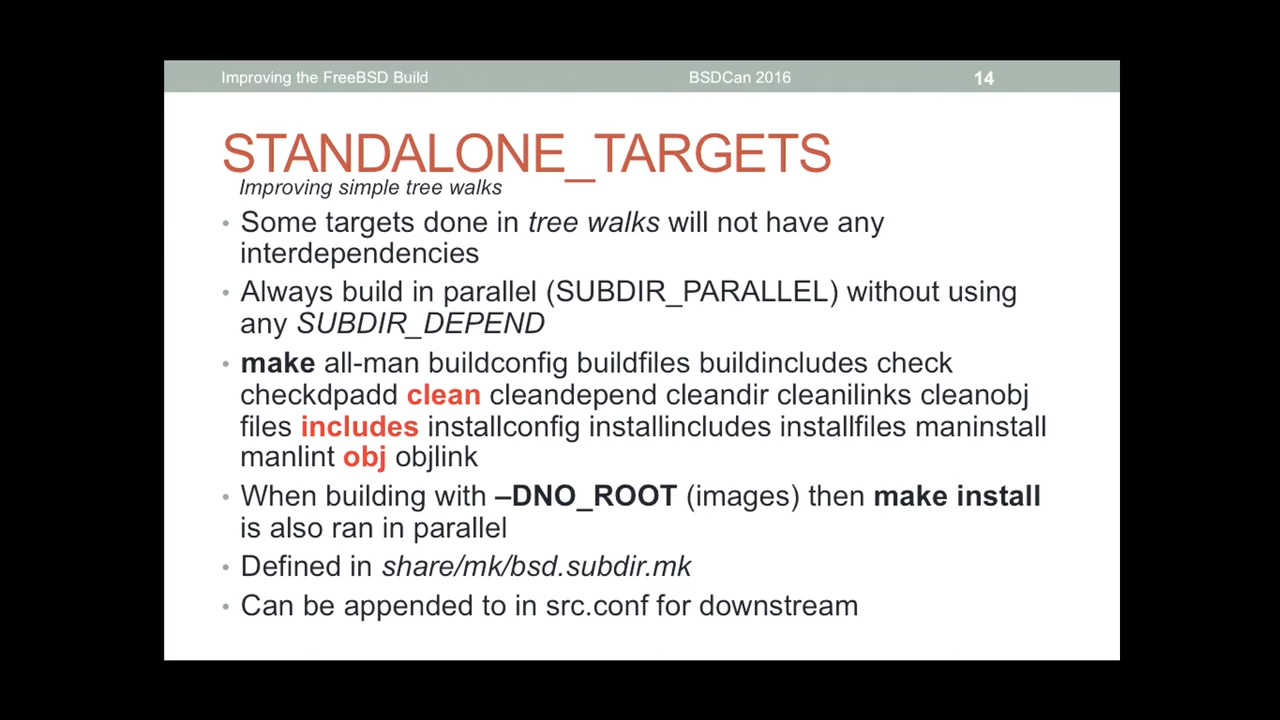 Improving the FreeBSD Build BSDCan 2016 14
STANDALONE_TARGETS
Improving simple tree walks
• Some targets done in tree walks will not have any
interdependencies
• Always build in parallel (SUBDIR_PARALLEL) without using
any SUBDIR_DEPEND
• make all-man buildconfig buildfiles buildincludes check
checkdpadd clean cleandepend cleandir cleanilinks cleanobj
files includes installconfig installincludes installfiles maninstall
manlint obj objlink
• When building with –DNO_ROOT (images) then make install
is also ran in parallel
• Defined in share/mk/bsd.subdir.mk
• Can be appended to in src.conf for downstream